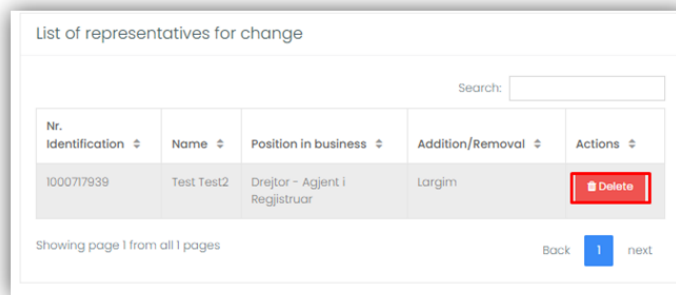 List of representatives for change
Search:
Nr.
Identification Name Position in business Addition/Removal Actions
1000717939 Test Test2 Drejtor - Agjent i Largim Delete
Regjistruar
Showing page 1 from all 1 pages Back 1 next